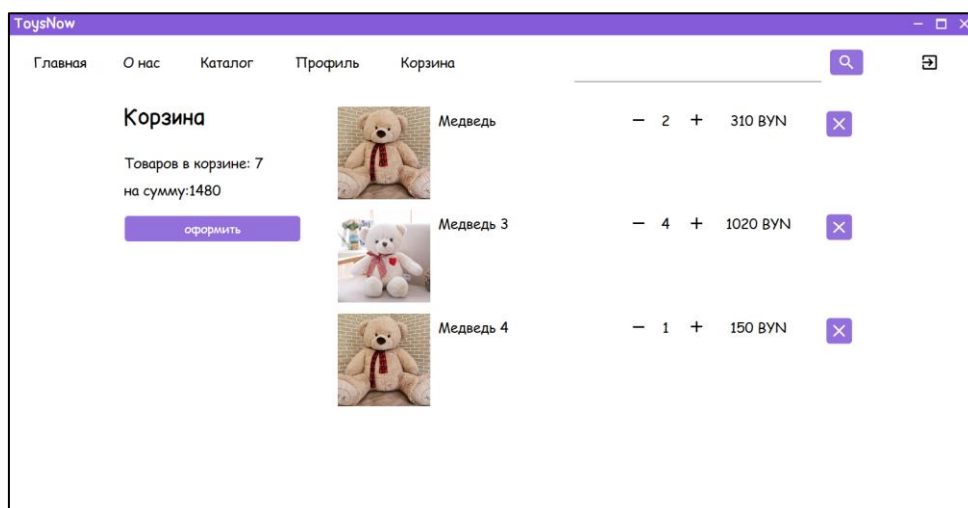 ToysNow
Главная О нас Каталог Профиль Корзина
Корзина
Товаров в корзине: 7
на сумму:1480
оформить
Медведь − 2 + 310 BYN
Медведь 3 − 4 + 1020 BYN
Медведь 4 − 1 + 150 BYN